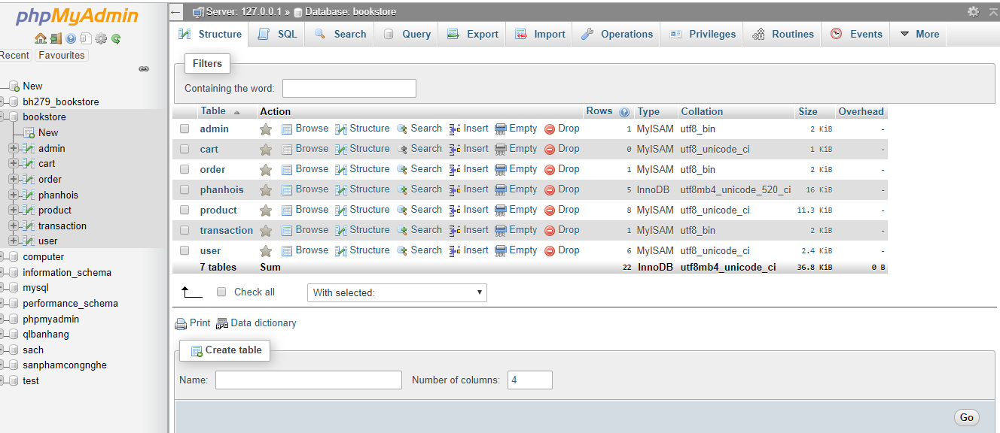 phpMyAdmin
Recent Favourites
New
bh279_bookstore
bookstore
New
admin
cart
order
phanhois
product
transaction
user
computer
information_schema
mysql
performance_schema
phpmyadmin
qlbanhang
sach
sanphamcongnghe
test
Server: 127.0.0.1 » Database: bookstore
Structure SQL Search Query Export Import Operations Privileges Routines Events More
Filters
Containing the word:
Table Action Rows Type Collation Size Overhead
admin Browse Structure Search Insert Empty Drop 1 MyISAM utf8_bin 2 KiB -
cart Browse Structure Search Insert Empty Drop 0 MyISAM utf8_unicode_ci 1 KiB -
order Browse Structure Search Insert Empty Drop 1 MyISAM utf8_bin 2 KiB -
phanhois Browse Structure Search Insert Empty Drop 5 InnoDB utf8mb4_unicode_520_ci 16 KiB -
product Browse Structure Search Insert Empty Drop 8 MyISAM utf8_unicode_ci 11.3 KiB -
transaction Browse Structure Search Insert Empty Drop 1 MyISAM utf8_bin 2 KiB -
user Browse Structure Search Insert Empty Drop 6 MyISAM utf8_unicode_ci 2.4 KiB -
7 tables Sum 22 InnoDB utf8mb4_unicode_ci 36.8 KiB 0 B
Check all With selected:
Print Data dictionary
Create table
Name: Number of columns: 4
Go